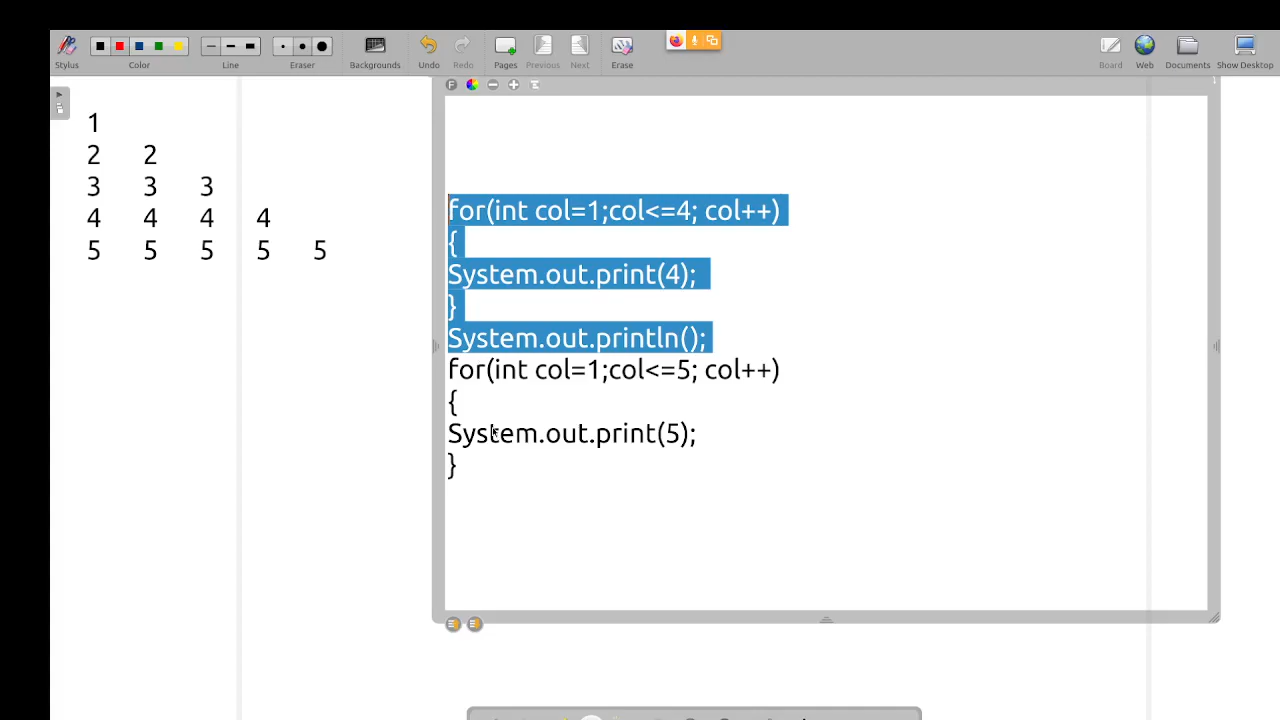 Stylus
Color
Line
Eraser
Backgrounds
Undo
Redo
Pages
Previous
Next
Erase
Board
Web
Documents
Show Desktop
F
1
2 2
3 3 3
4 4 4 4
5 5 5 5 5
for(int col=1;col<=4; col++)
{
System.out.print(4);
}
System.out.println();
for(int col=1;col<=5; col++)
{
System.out.print(5);
}